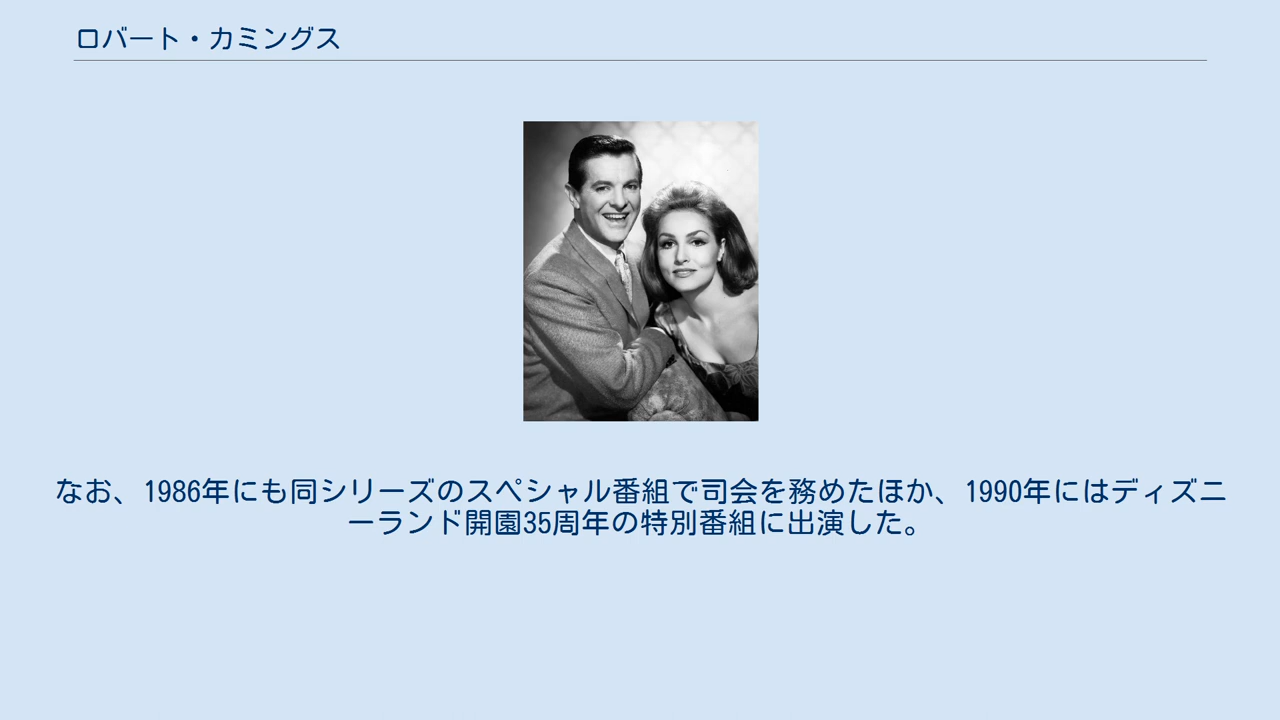 ロバート・カミングス
なお、1986年にも同シリーズのスペシャル番組で司会を務めたほか、1990年にはディズニ
ーランド開園35周年の特別番組に出演した。